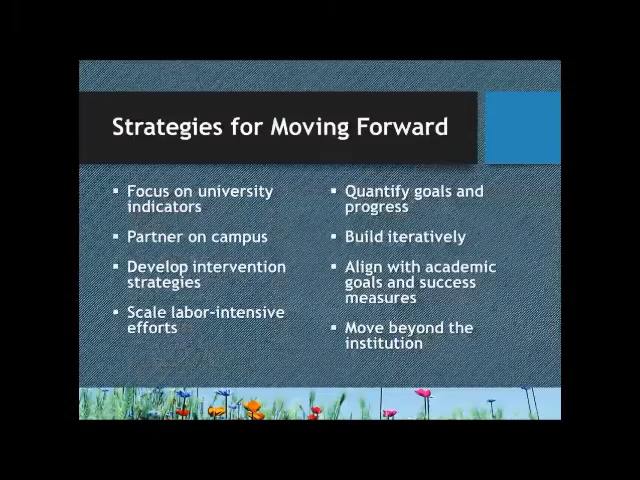 Strategies for Moving Forward
▪ Focus on university
indicators
▪ Partner on campus
▪ Develop intervention
strategies
▪ Scale labor-intensive
efforts
▪ Quantify goals and
progress
▪ Build iteratively
▪ Align with academic
goals and success
measures
▪ Move beyond the
institution